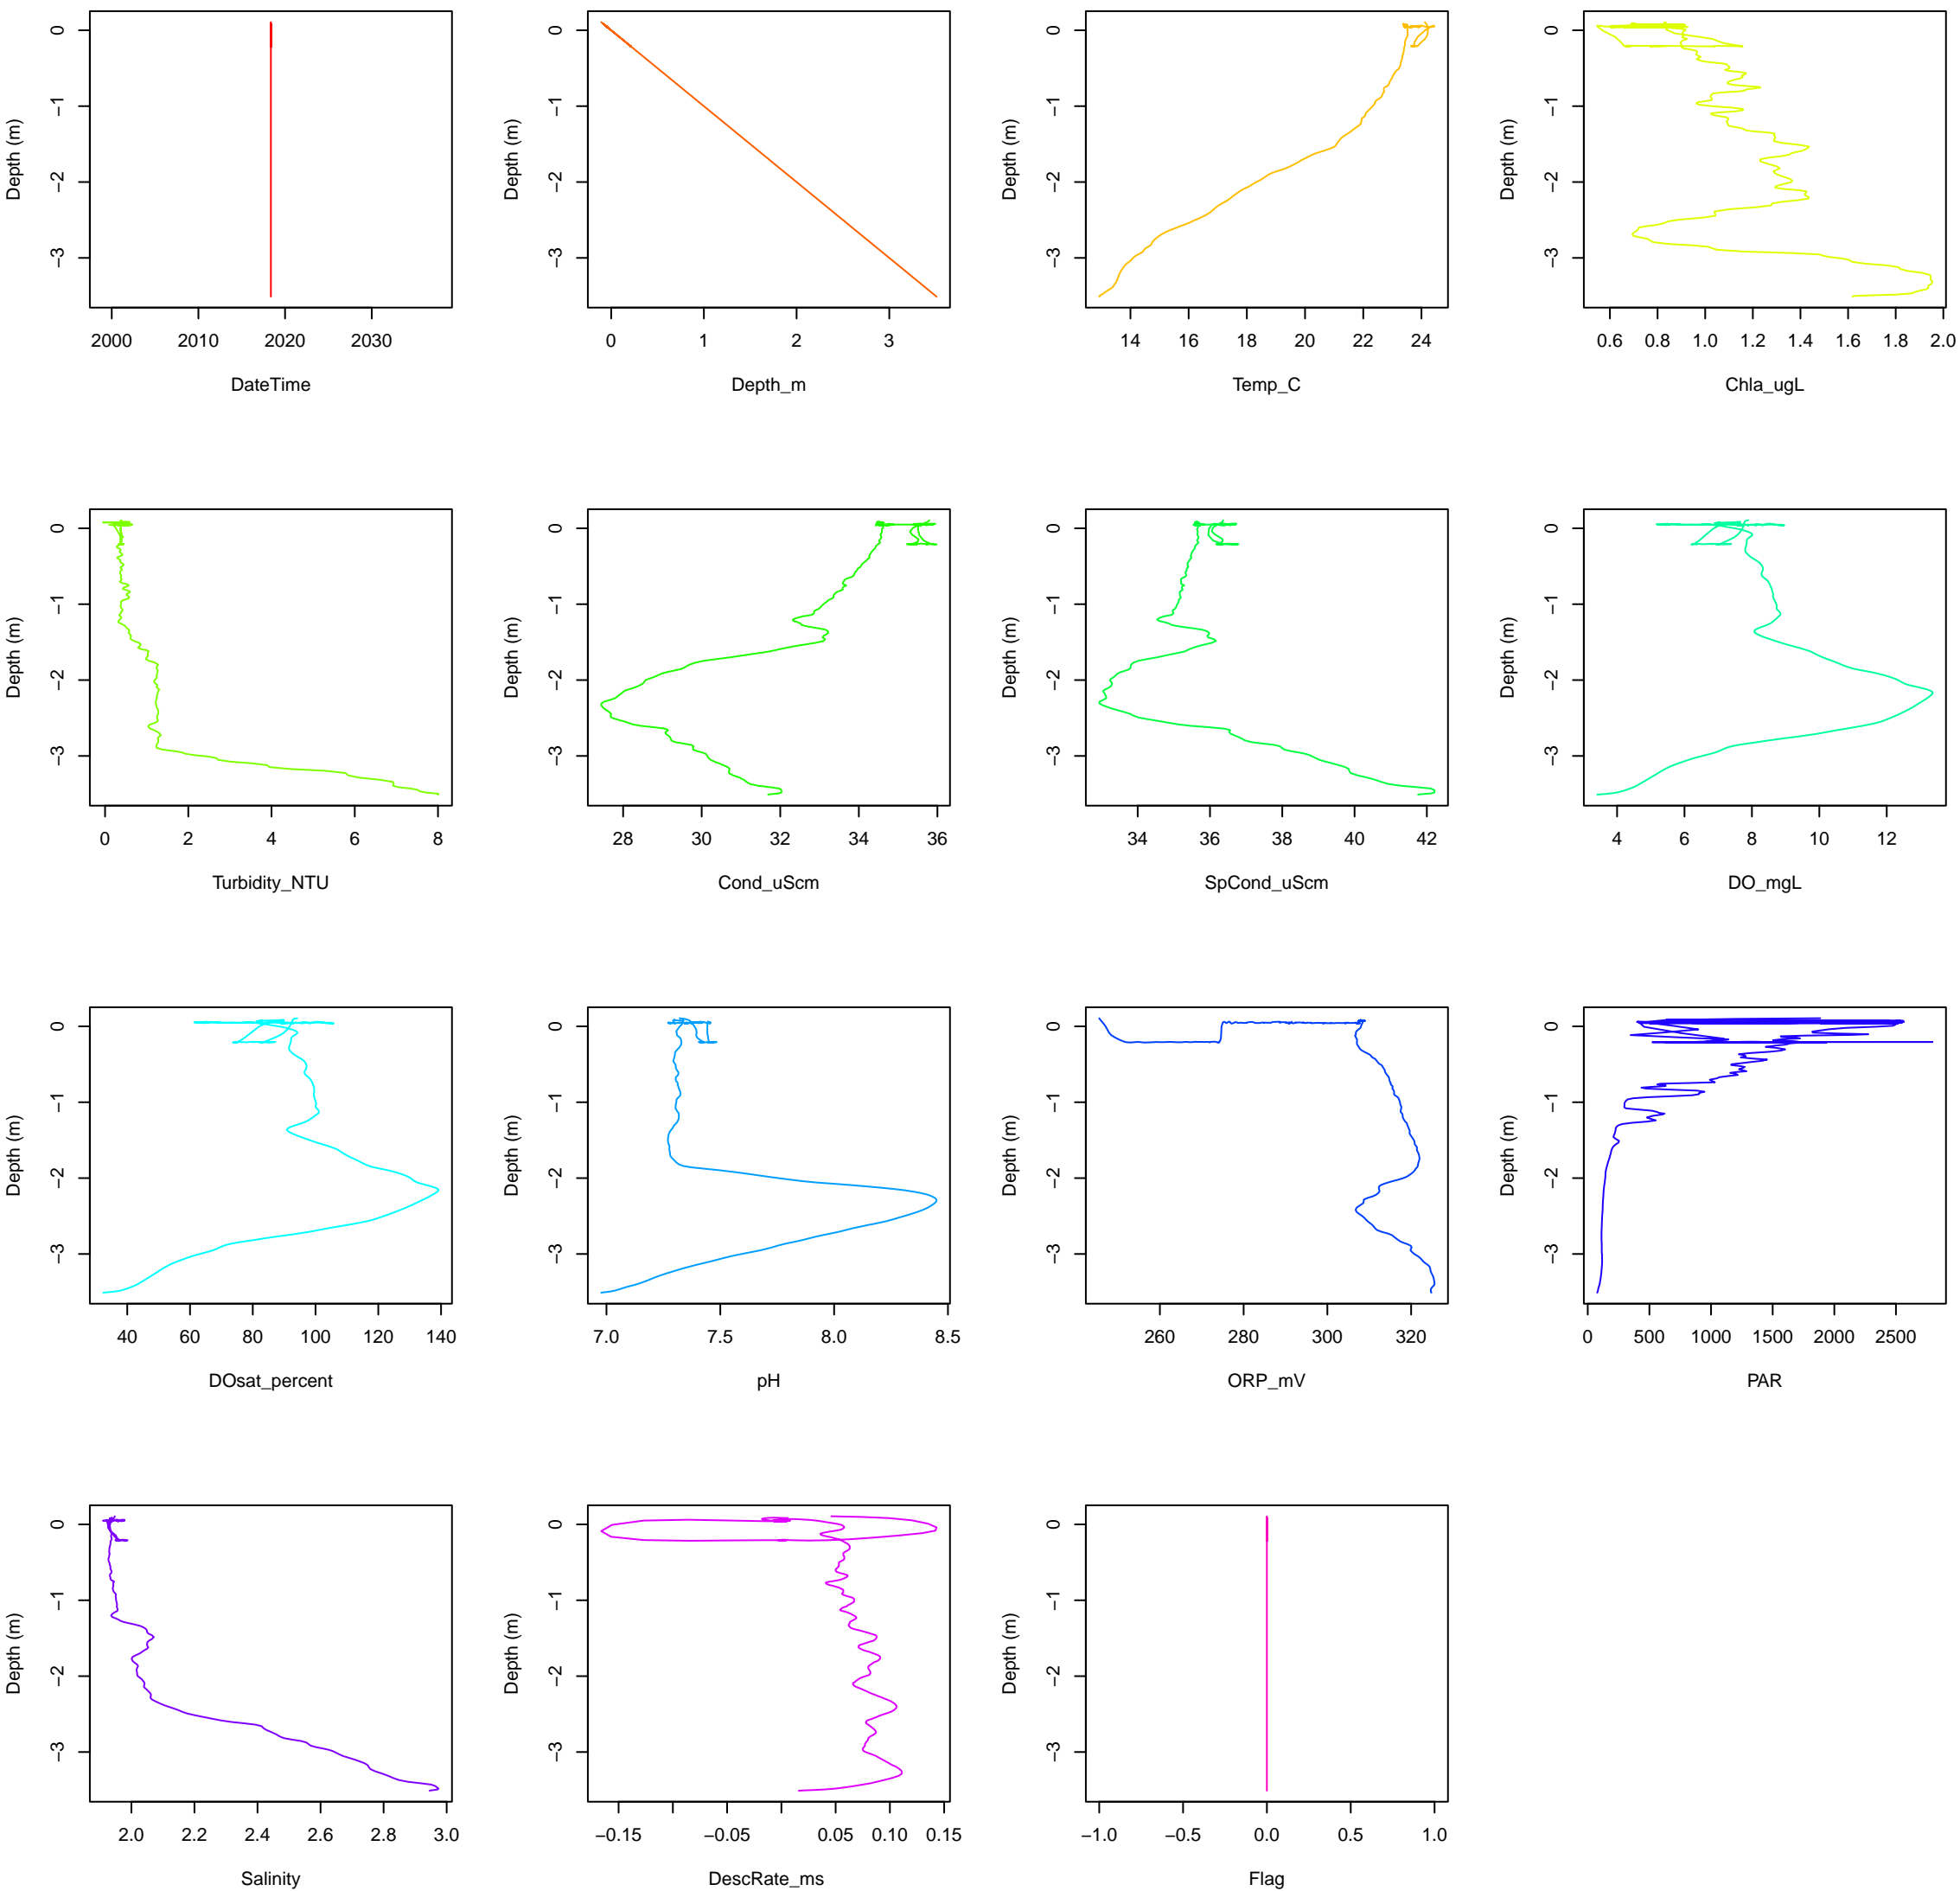 Depth (m)
0
−1
−2
−3
2000 2010 2020 2030
DateTime
Depth (m)
0
−1
−2
−3
0 1 2 3
Depth_m
Depth (m)
0
−1
−2
−3
14 16 18 20 22 24
Temp_C
Depth (m)
0
−1
−2
−3
0.6 0.8 1.0 1.2 1.4 1.6 1.8 2.0
Chla_ugL
Depth (m)
0
−1
−2
−3
0 2 4 6 8
Turbidity_NTU
Depth (m)
0
−1
−2
−3
28 30 32 34 36
Cond_uScm
Depth (m)
0
−1
−2
−3
34 36 38 40 42
SpCond_uScm
Depth (m)
0
−1
−2
−3
4 6 8 10 12
DO_mgL
Depth (m)
0
−1
−2
−3
40 60 80 100 120 140
DOsat_percent
Depth (m)
0
−1
−2
−3
7.0 7.5 8.0 8.5
pH
Depth (m)
0
−1
−2
−3
260 280 300 320
ORP_mV
Depth (m)
0
−1
−2
−3
0 500 1000 1500 2000 2500
PAR
Depth (m)
0
−1
−2
−3
2.0 2.2 2.4 2.6 2.8 3.0
Salinity
Depth (m)
0
−1
−2
−3
−0.15 −0.05 0.05 0.10 0.15
DescRate_ms
Depth (m)
0
−1
−2
−3
−1.0 −0.5 0.0 0.5 1.0
Flag